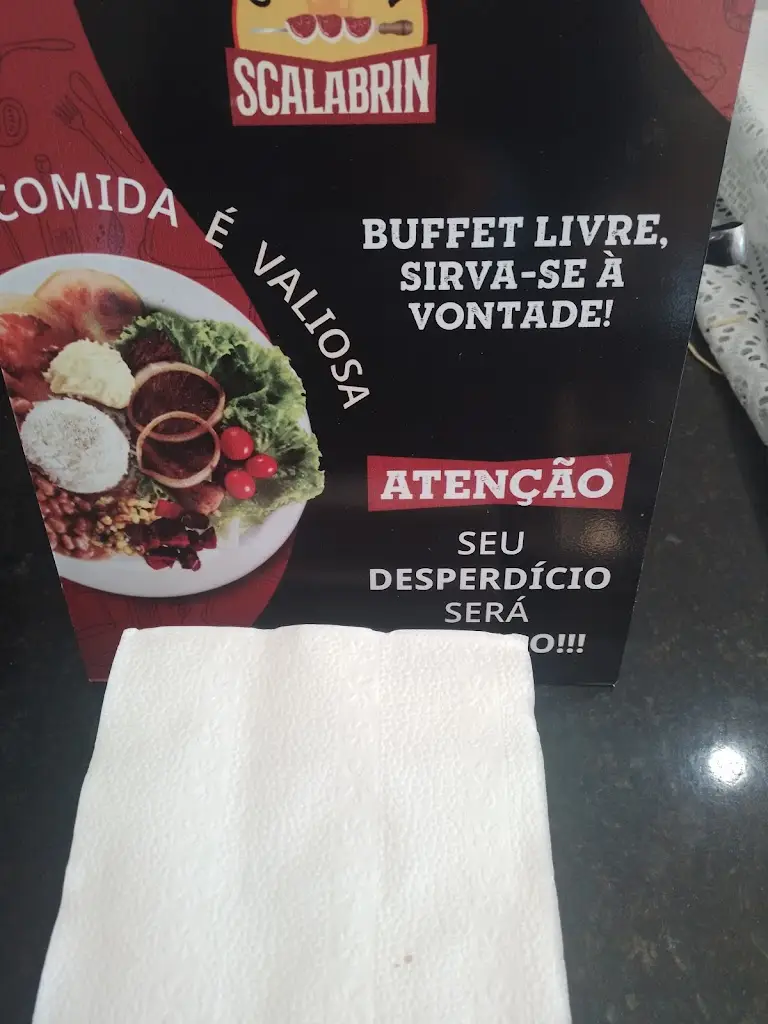 SCALABRIN
COMIDA É VALIOSA
BUFFET LIVRE,
SIRVA-SE À
VONTADE!
ATENÇÃO
SEU
DESPERDÍCIO
SERÁ